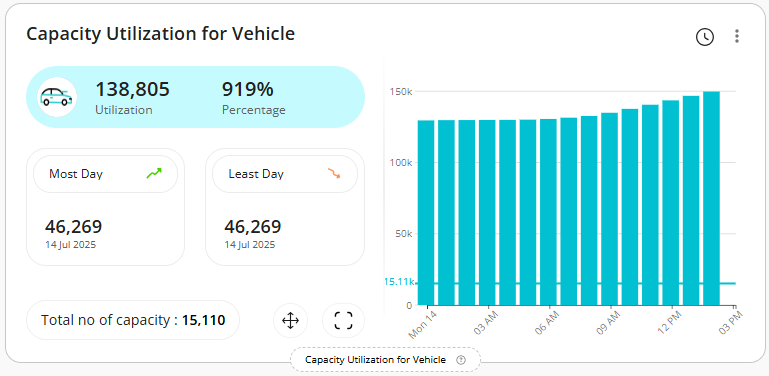 Capacity Utilization for Vehicle
138,805
Utilization
919%
Percentage
Most Day
46,269
14 Jul 2025
Least Day
46,269
14 Jul 2025
Total no of capacity : 15,110
150k
100k
50k
15.11k
0
Mon 14
03 AM
06 AM
09 AM
12 PM
03 PM
Capacity Utilization for Vehicle ?